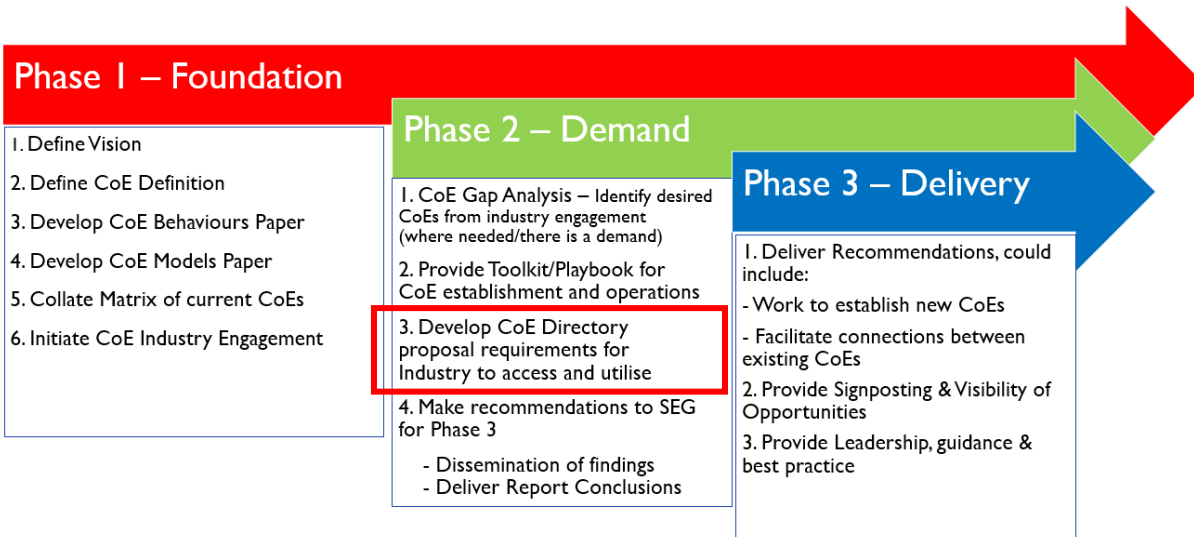 Phase 1 – Foundation
1. Define Vision
2. Define CoE Definition
3. Develop CoE Behaviours Paper
4. Develop CoE Models Paper
5. Collate Matrix of current CoEs
6. Initiate CoE Industry Engagement
Phase 2 – Demand
1. CoE Gap Analysis – Identify desired
CoEs from industry engagement
(where needed/there is a demand)
2. Provide Toolkit/Playbook for
CoE establishment and operations
3. Develop CoE Directory
proposal requirements for
Industry to access and utilise
4. Make recommendations to SEG
for Phase 3
- Dissemination of findings
- Deliver Report Conclusions
Phase 3 – Delivery
1. Deliver Recommendations, could
include:
- Work to establish new CoEs
- Facilitate connections between
existing CoEs
2. Provide Signposting & Visibility of
Opportunities
3. Provide Leadership, guidance &
best practice